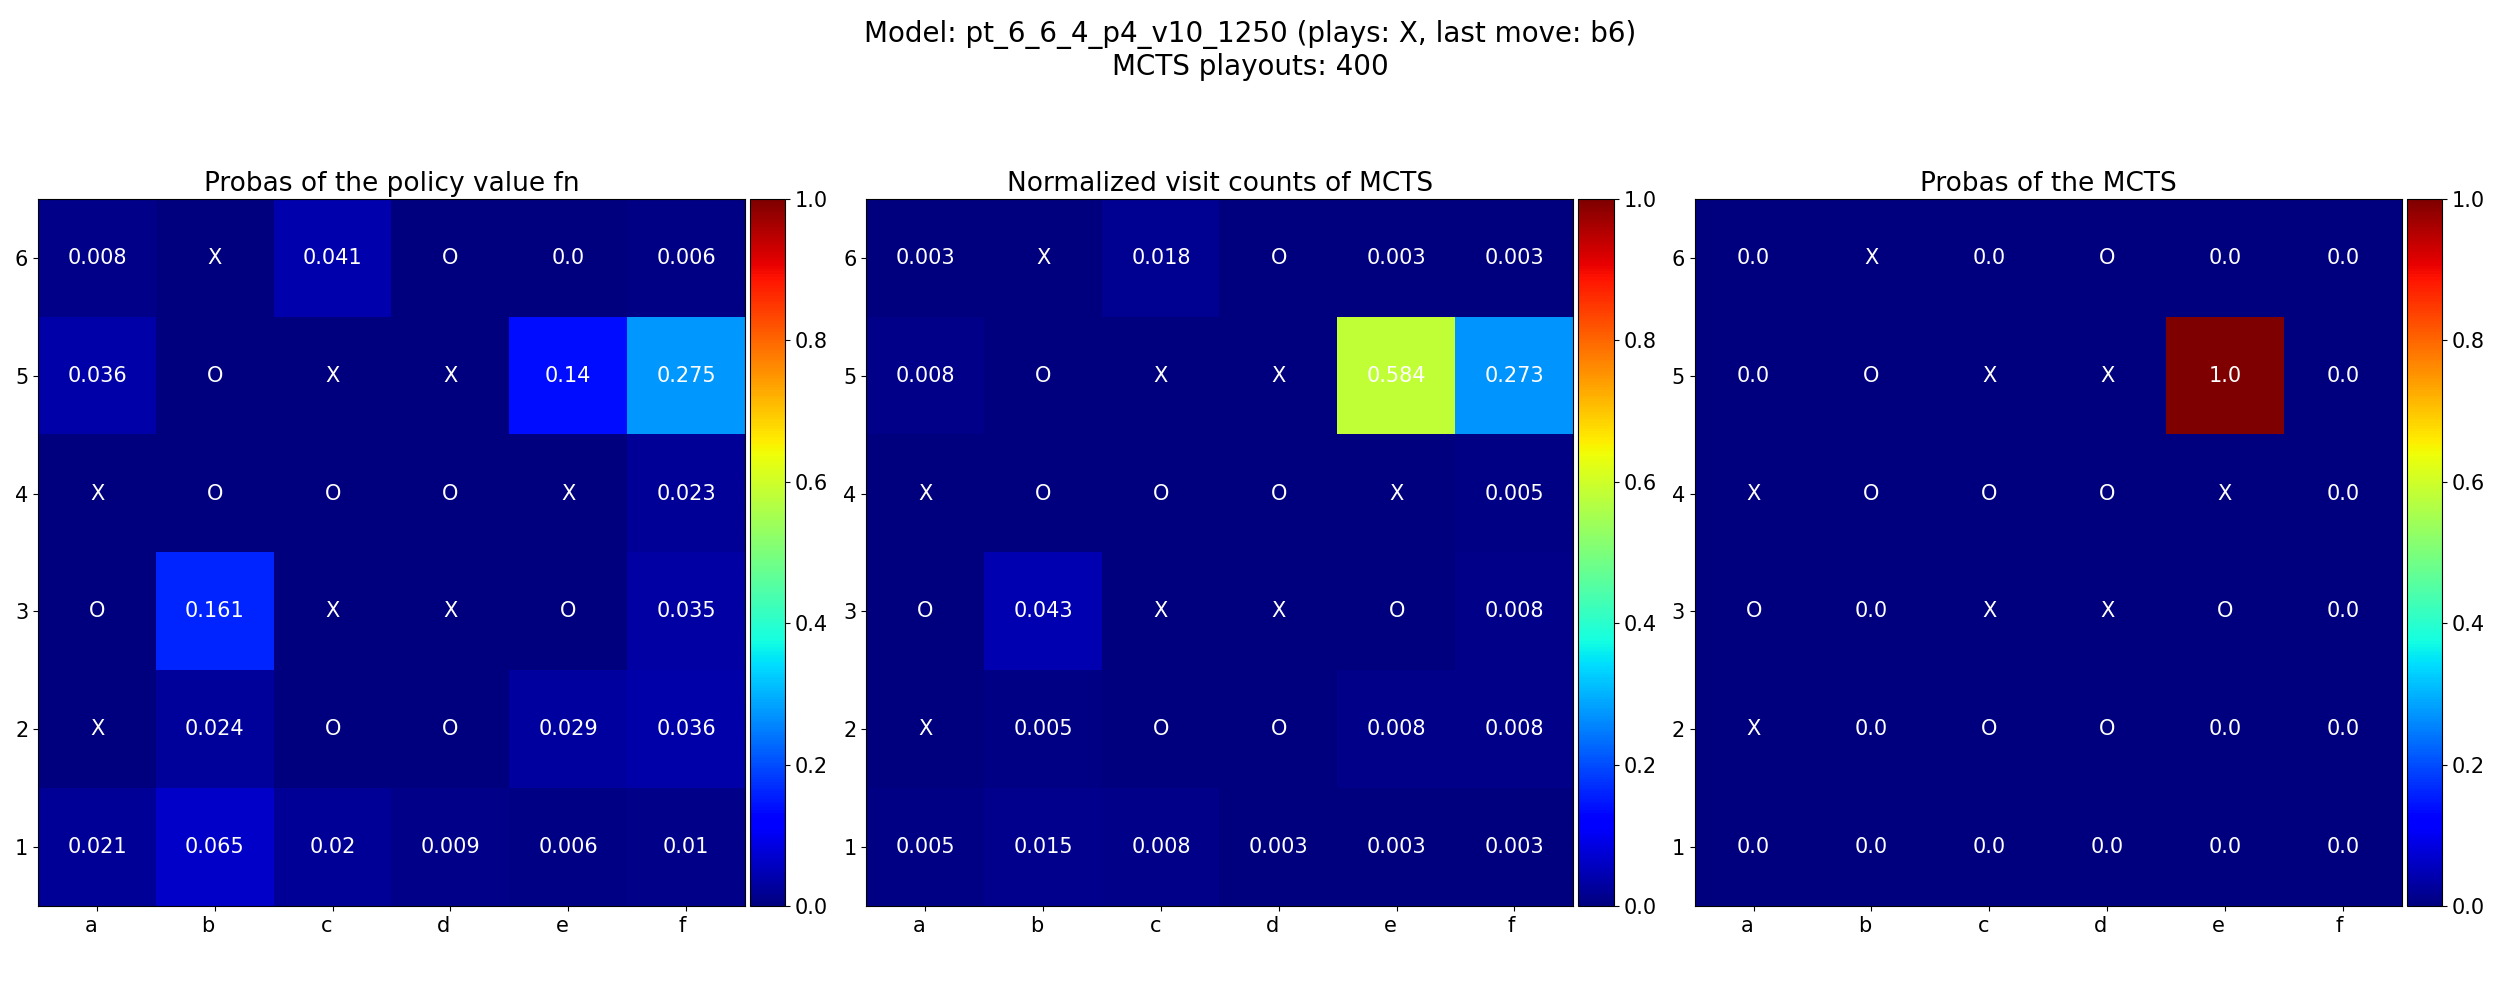 Model: pt_6_6_4_p4_v10_1250 (plays: X, last move: b6)
MCTS playouts: 400
Probas of the policy value fn
6 0.008 X 0.041 O 0.0 0.006
5 0.036 O X X 0.14 0.275
4 X O O O X 0.023
3 O 0.161 X X O 0.035
2 X 0.024 O O 0.029 0.036
1 0.021 0.065 0.02 0.009 0.006 0.01
a b c d e f
1.0
0.8
0.6
0.4
0.2
0.0
Normalized visit counts of MCTS
6 0.003 X 0.018 O 0.003 0.003
5 0.008 O X X 0.584 0.273
4 X O O O X 0.005
3 O 0.043 X X O 0.008
2 X 0.005 O O 0.008 0.008
1 0.005 0.015 0.008 0.003 0.003 0.003
a b c d e f
1.0
0.8
0.6
0.4
0.2
0.0
Probas of the MCTS
6 0.0 X 0.0 O 0.0 0.0
5 0.0 O X X 1.0 0.0
4 X O O O X 0.0
3 O 0.0 X X O 0.0
2 X 0.0 O O 0.0 0.0
1 0.0 0.0 0.0 0.0 0.0 0.0
a b c d e f
1.0
0.8
0.6
0.4
0.2
0.0